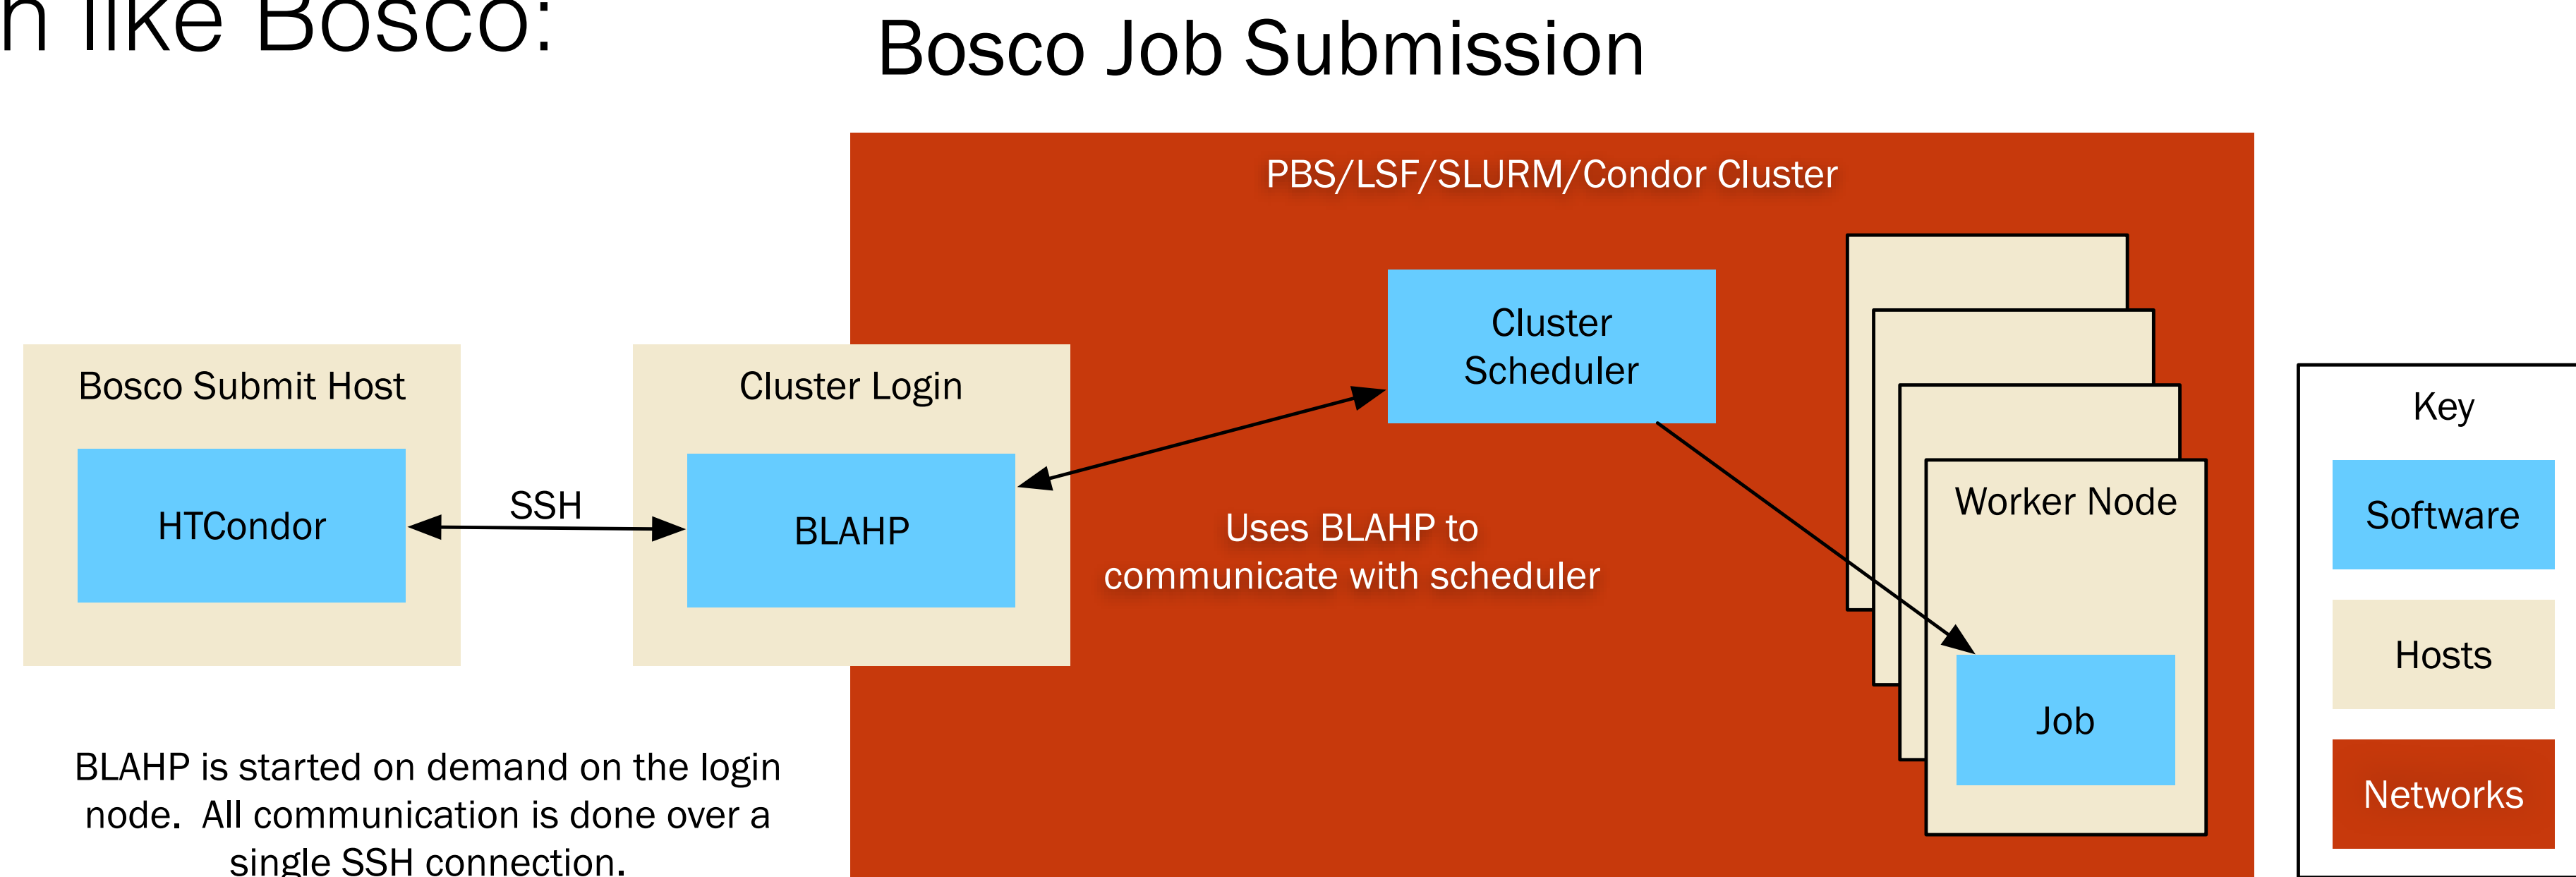 n like Bosco:
Bosco Job Submission
PBS/LSF/SLURM/Condor Cluster
Bosco Submit Host
HTCondor
SSH
Cluster Login
BLAHP
Cluster
Scheduler
Uses BLAHP to
communicate with scheduler
Worker Node
Job
Key
Software
Hosts
Networks
BLAHP is started on demand on the login
node.  All communication is done over a
single SSH connection.